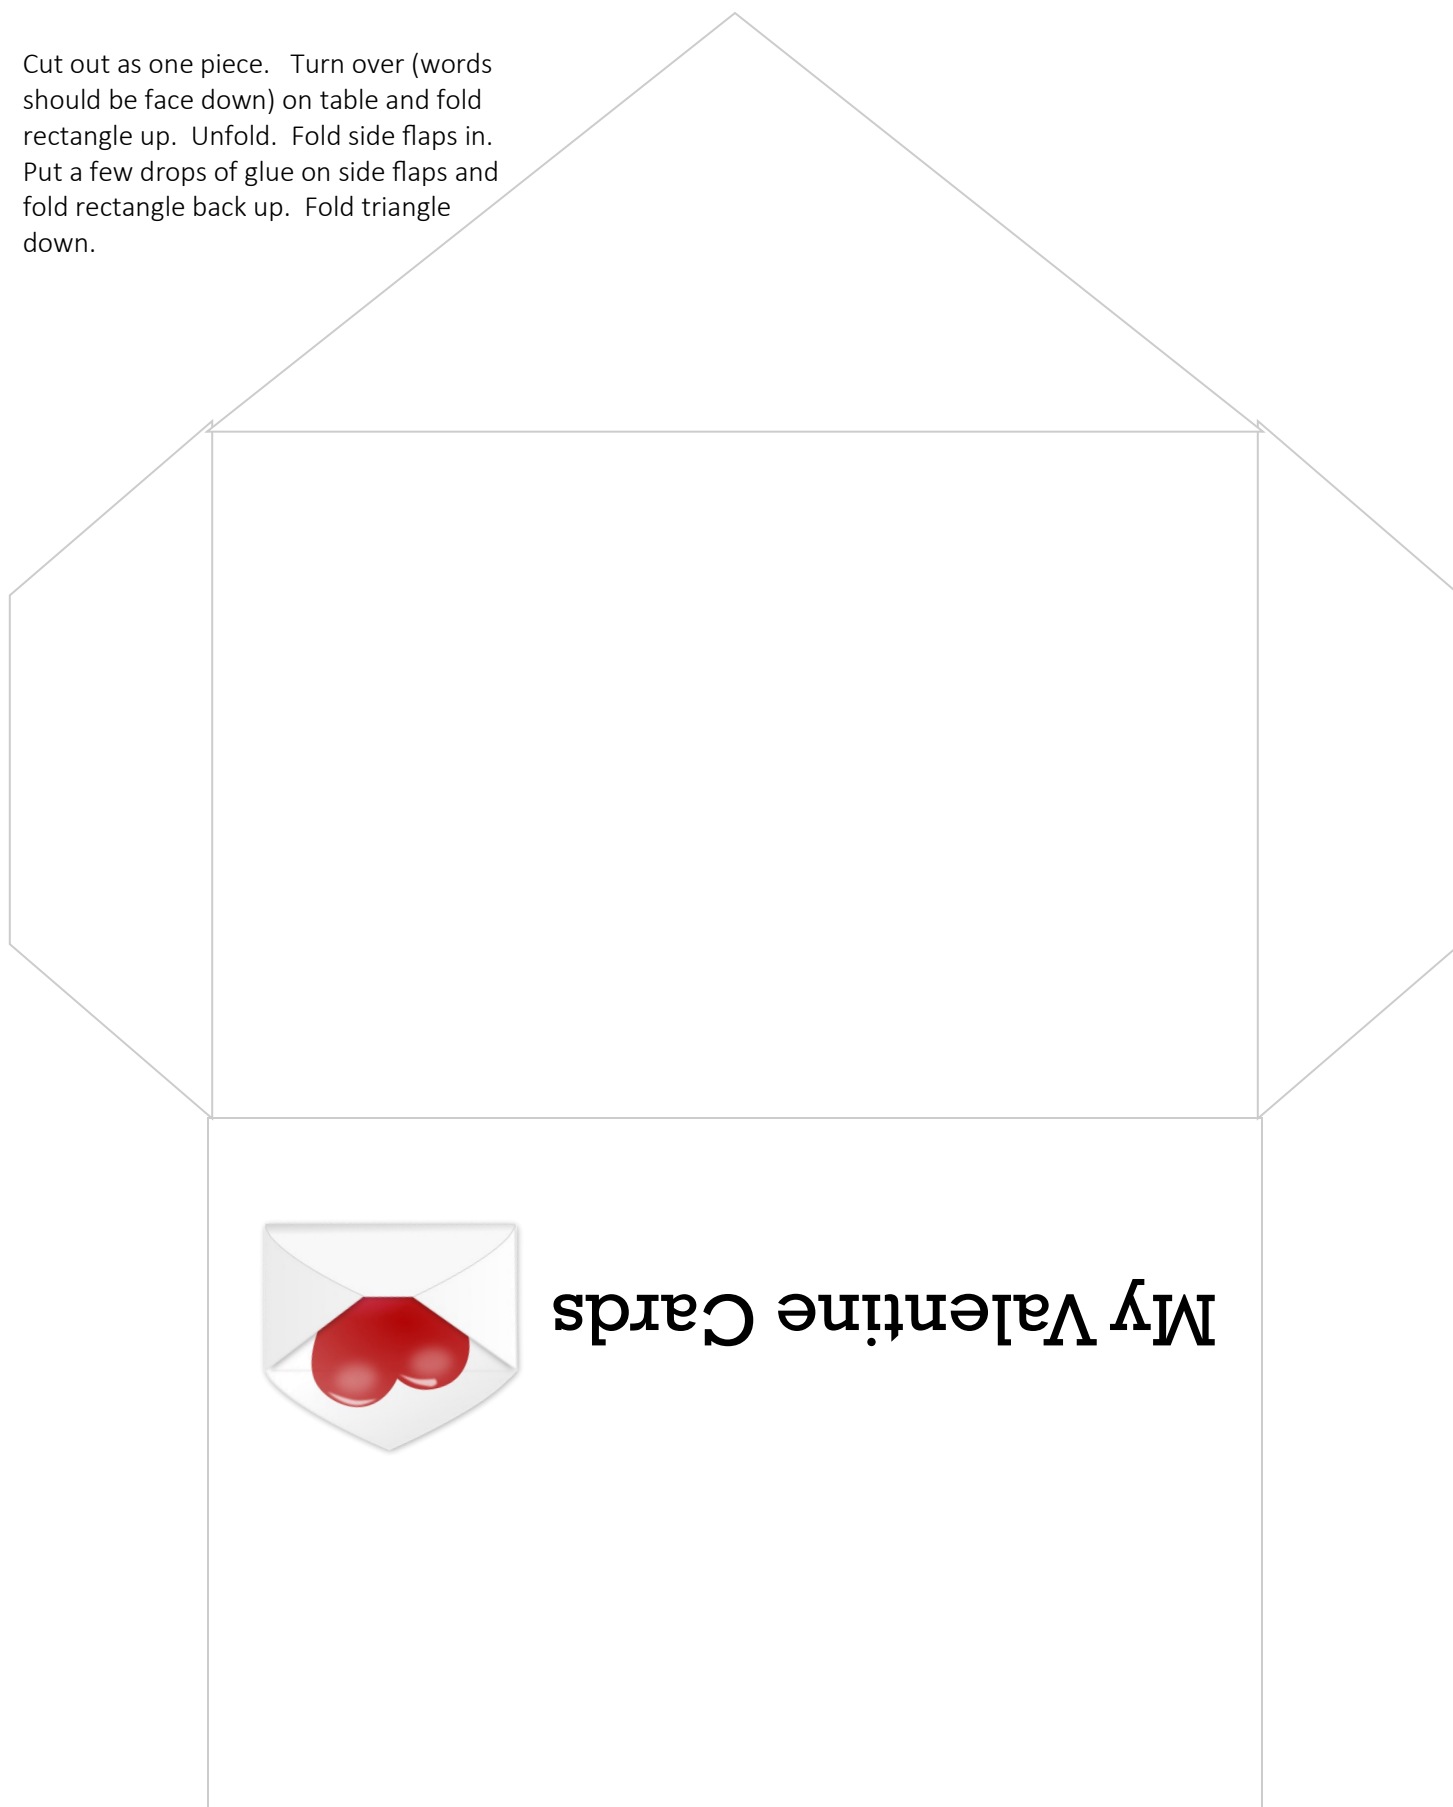 Cut out as one piece.   Turn over (words
should be face down) on table and fold
rectangle up.  Unfold.  Fold side flaps in.
Put a few drops of glue on side flaps and
fold rectangle back up.  Fold triangle
down.
My Valentine Cards